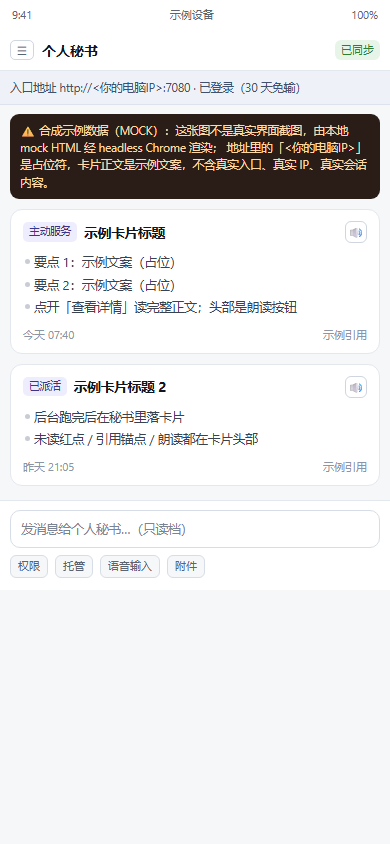 9:41 示例设备 100%
☰ 个人秘书 已同步
入口地址 http://<你的电脑IP>:7080 · 已登录（30 天免输）
⚠️ 合成示例数据（MOCK）：这张图不是真实界面截图，由本地
mock HTML 经 headless Chrome 渲染； 地址里的「<你的电脑IP>」
是占位符，卡片正文是示例文案，不含真实入口、真实 IP、真实会话
内容。
主动服务 示例卡片标题
要点 1：示例文案（占位）
要点 2：示例文案（占位）
点开「查看详情」读完整正文；头部是朗读按钮
今天 07:40 示例引用
已派活 示例卡片标题 2
后台跑完后在秘书里落卡片
未读红点 / 引用锚点 / 朗读都在卡片头部
昨天 21:05 示例引用
发消息给个人秘书…（只读档）
权限 托管 语音输入 附件